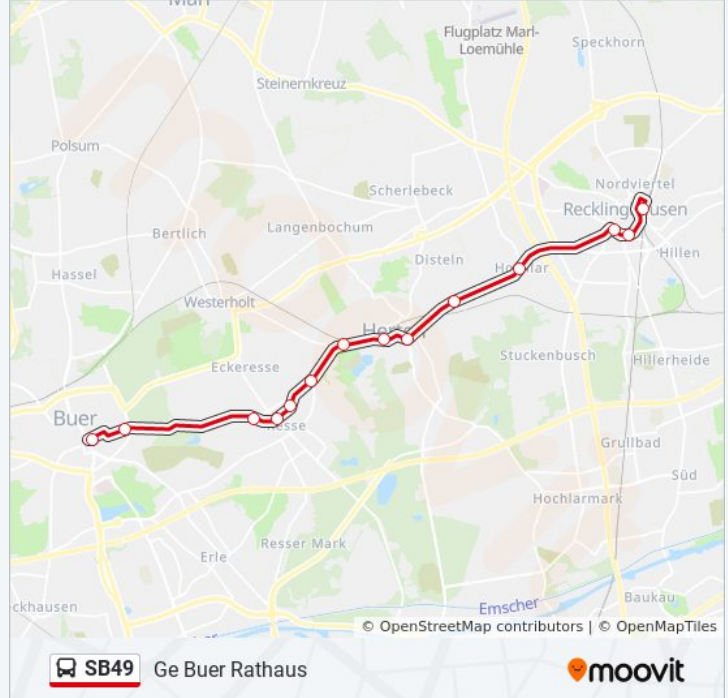 Marl
Flugplatz Marl-
Loemühle
Speckhorn
Steinernkreuz
Polsum
Scherlebeck
Nordviertel
Recklinghausen
Bertlich
Langenbochum
Disteln
Hillen
Hassel
Hochlar
Westerholt
Herten
Stuckenbusch
Hillerheide
Eckeresse
Buer
Resse
Grullbad
Süd
Hochlarmark
Erle
Resser Mark
Baukau
ckhausen
Emscher
© OpenStreetMap contributors | © OpenMapTiles
SB49 Ge Buer Rathaus
moovit